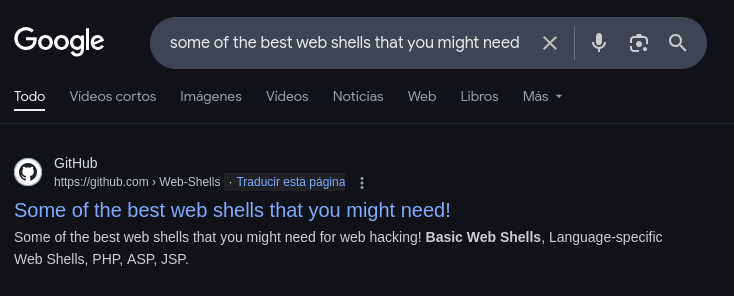 Google
some of the best web shells that you might need
Todo Vídeos cortos Imágenes Vídeos Noticias Web Libros Más
GitHub
https://github.com › Web-Shells · Traducir esta página
Some of the best web shells that you might need!
Some of the best web shells that you might need for web hacking! Basic Web Shells, Language-specific
Web Shells, PHP, ASP, JSP.